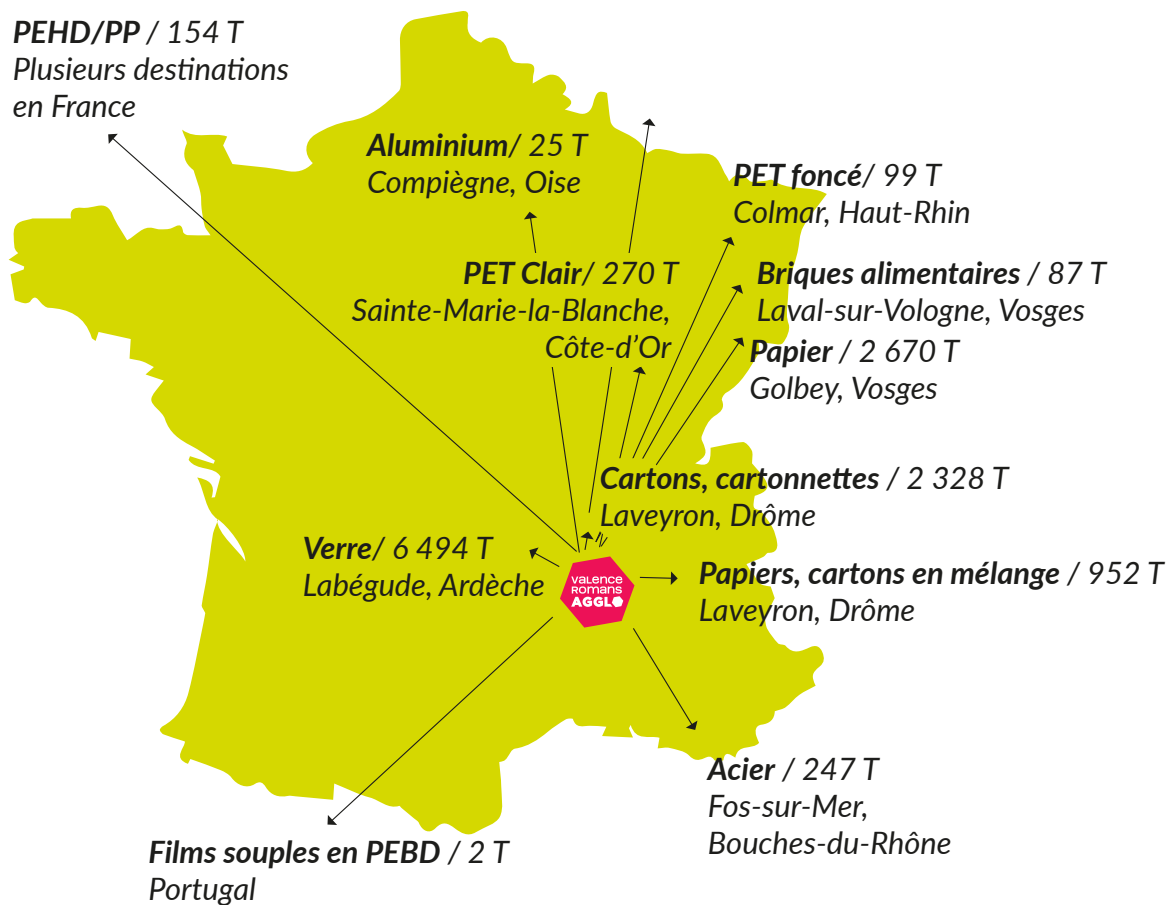 PEHD/PP / 154 T
Plusieurs destinations
en France
Aluminium/ 25 T
Compiègne, Oise
PET foncé/ 99 T
Colmar, Haut-Rhin
PET Clair/ 270 T
Sainte-Marie-la-Blanche,
Côte-d’Or
Briques alimentaires / 87 T
Laval-sur-Vologne, Vosges
Papier / 2 670 T
Golbey, Vosges
Cartons, cartonnettes / 2 328 T
Laveyron, Drôme
Verre/ 6 494 T
Labégude, Ardèche
valence
Romans
AGGLO
Papiers, cartons en mélange / 952 T
Laveyron, Drôme
Acier / 247 T
Fos-sur-Mer,
Bouches-du-Rhône
Films souples en PEBD / 2 T
Portugal